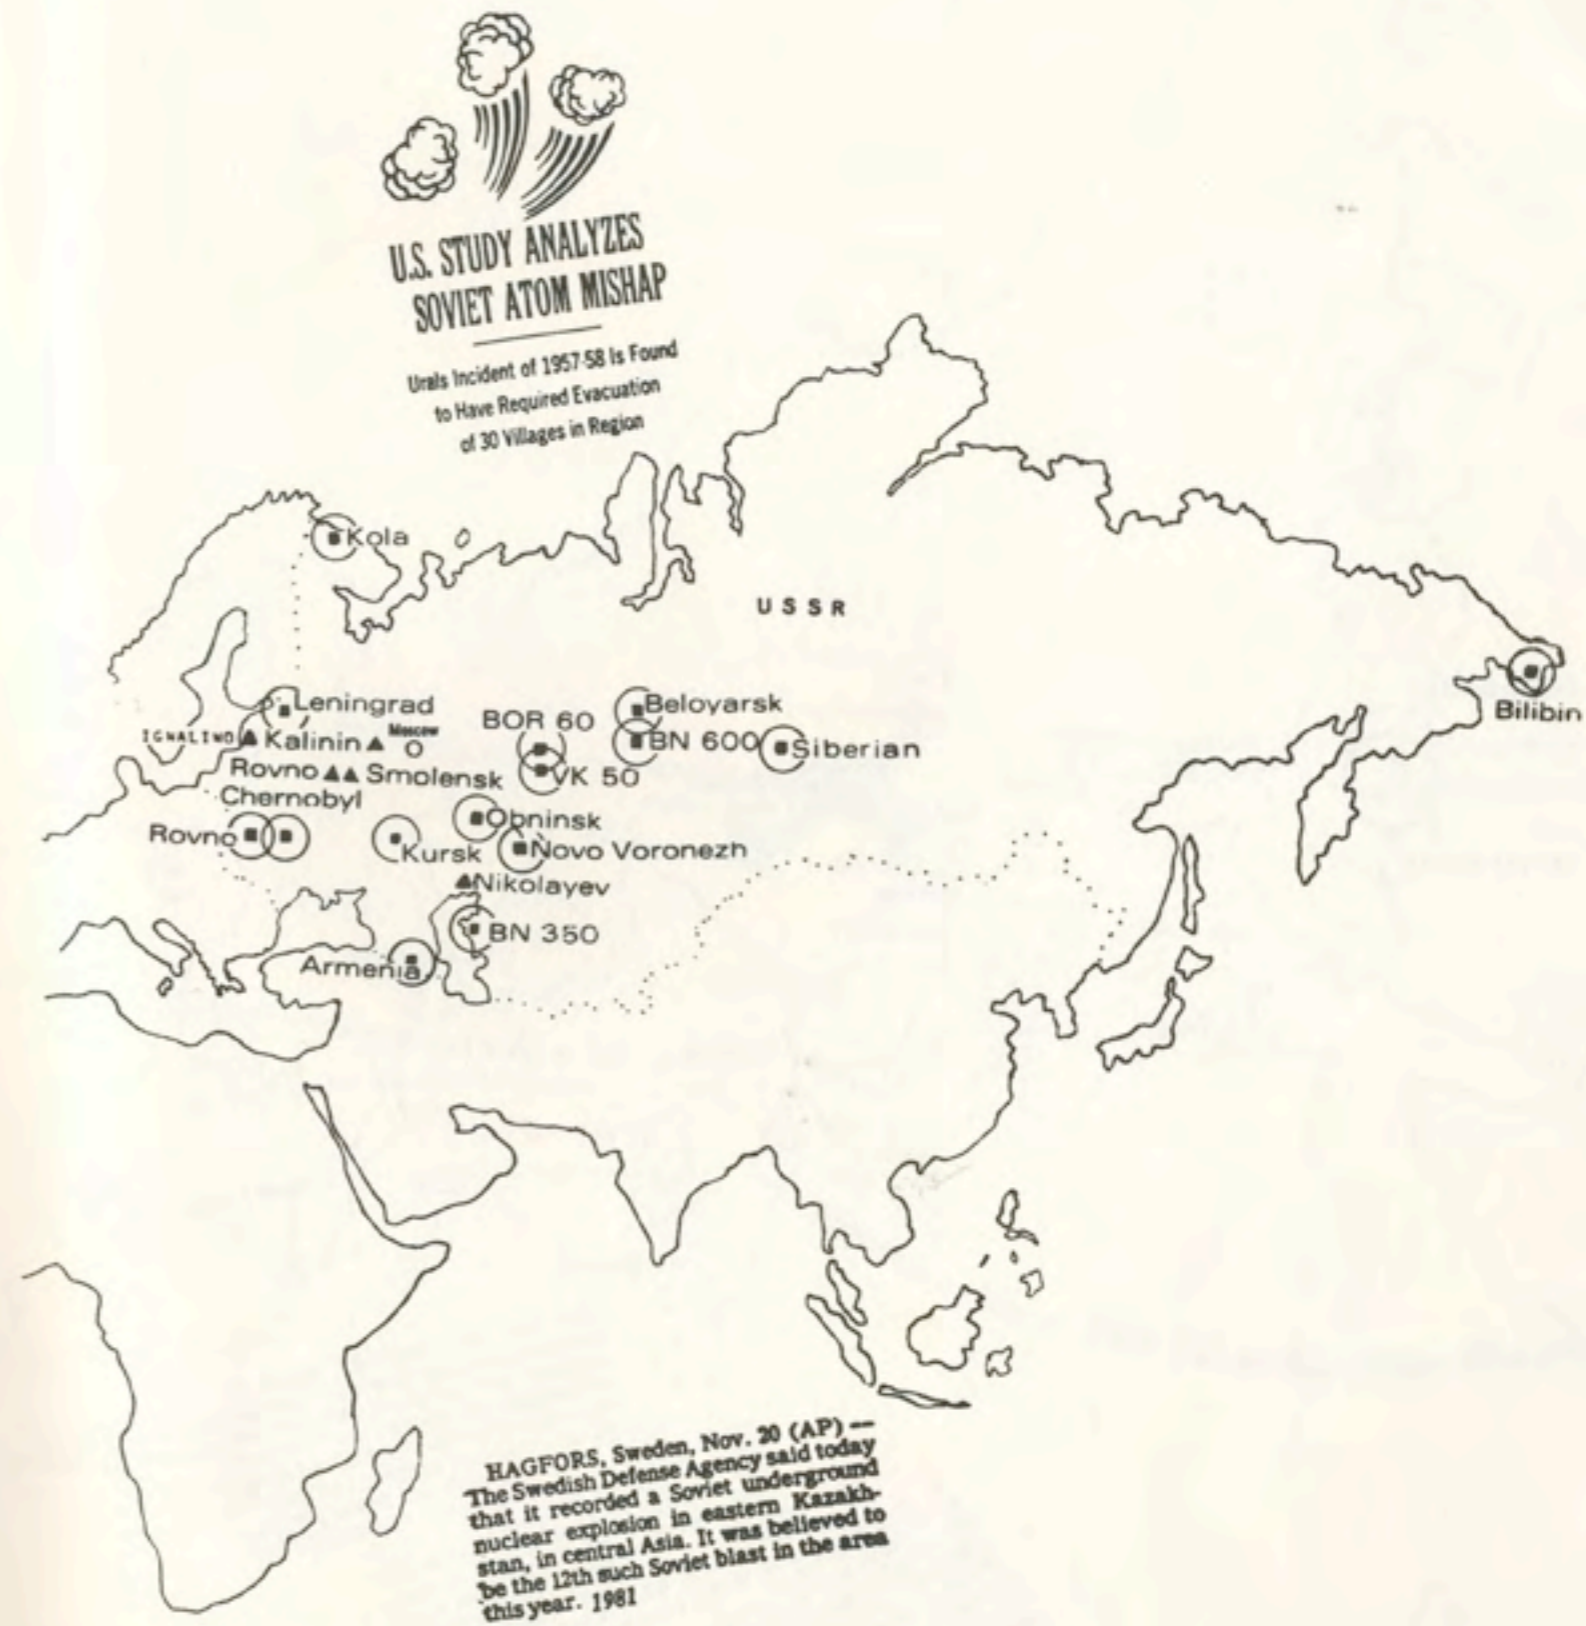 U.S. STUDY ANALYZES
SOVIET ATOM MISHAP
Urals Incident of 1957-58 Is Found
to Have Required Evacuation
of 30 Villages in Region
Kola
USSR
Leningrad
Beloyarsk
BOR 60
Bilibin
IGNALINO
Kalinin
Moscow
BN 600
Siberian
Rovno
Smolensk
VK 50
Chernobyl
Obninsk
Rovno
Kursk
Novo Voronezh
Nikolayev
BN 350
Armenia
HAGFORS, Sweden, Nov. 20 (AP) —
The Swedish Defense Agency said today
that it recorded a Soviet underground
nuclear explosion in eastern Kazakh-
stan, in central Asia. It was believed to
be the 12th such Soviet blast in the area
this year. 1981